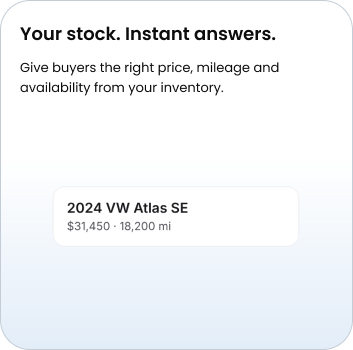 Your stock. Instant answers.
Give buyers the right price, mileage and
availability from your inventory.
2024 VW Atlas SE
$31,450 · 18,200 mi